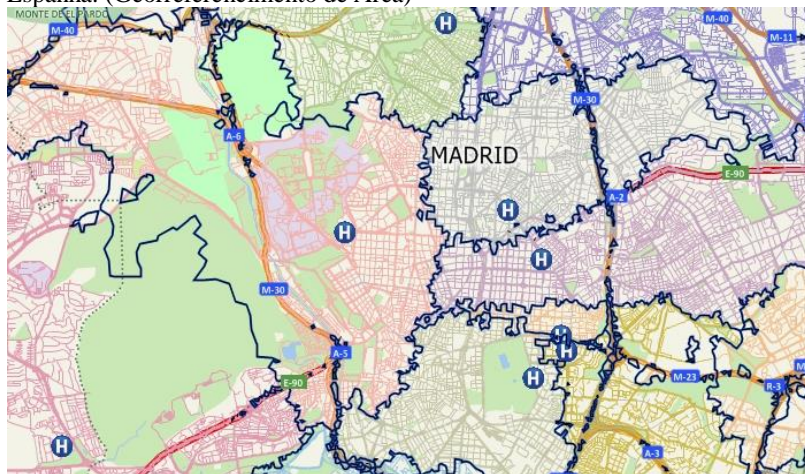 Espanha. (Georreferenciamento de Área)
MONTE DE EL PARDO
M-40
H
M-40
M-11
M-30
A-6
MADRID
E-90
A-2
H
H
H
M-30
H
A-5
H
H
M-23
E-90
R-3
H
A-3